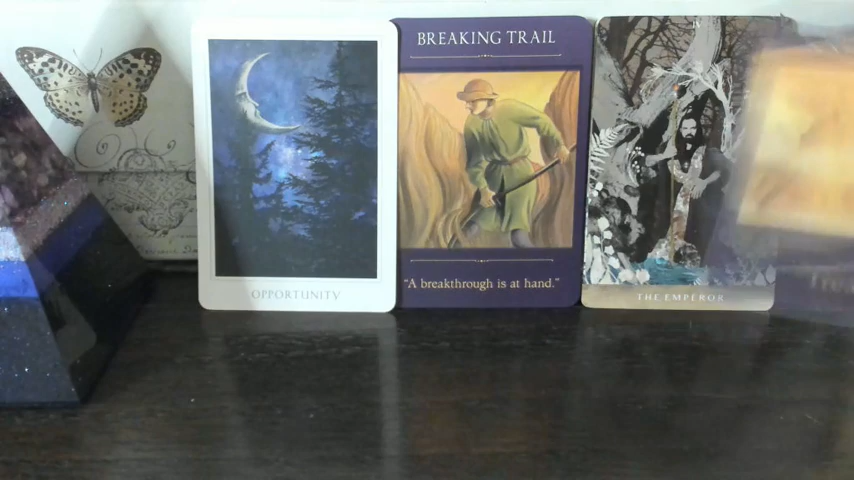 OPPORTUNITY
BREAKING TRAIL
"A breakthrough is at hand."
THE EMPEROR